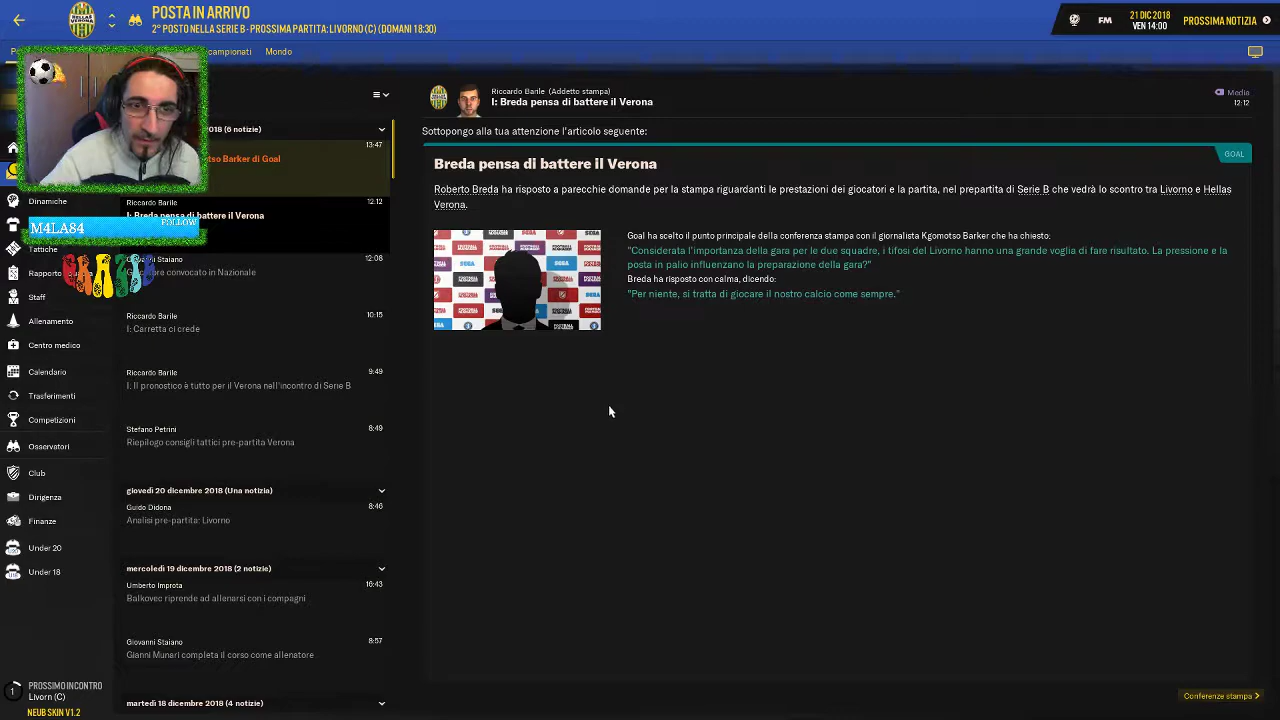 POSTA IN ARRIVO
2° POSTO NELLA SERIE B - PROSSIMA PARTITA: LIVORNO (C) (DOMANI 18:30)
FM
21 DIC 2018
VEN 14:00
PROSSIMA NOTIZIA
Mondo
2018 (6 notizie)
13:47
Barker di Goal
Riccardo Barile
12:12
I: Breda pensa di battere il Verona
12:08
convocato in Nazionale
Riccardo Barile
10:15
I: Carretta ci crede
Riccardo Barile
9:49
I: Il pronostico è tutto per il Verona nell'incontro di Serie B
Stefano Petrini
8:49
Riepilogo consigli tattici pre-partita Verona
giovedì 20 dicembre 2018 (Una notizia)
Guido Didona
8:46
Analisi pre-partita: Livorno
mercoledì 19 dicembre 2018 (2 notizie)
Umberto Improta
16:43
Balkovec riprende ad allenarsi con i compagni
Giovanni Staiano
8:57
Gianni Munari completa il corso come allenatore
martedì 18 dicembre 2018 (4 notizie)
M4LA84
FOLLOW
Dinamiche
Tattiche
Rapporto
Staff
Allenamento
Centro medico
Calendario
Trasferimenti
Competizioni
Osservatori
Club
Dirigenza
Finanze
Under 20
Under 18
1
PROSSIMO INCONTRO
Livorn (C)
NEUB SKIN V1.2
Riccardo Barile (Addetto stampa)
I: Breda pensa di battere il Verona
Media
12:12
Sottopongo alla tua attenzione l'articolo seguente:
GOAL
Breda pensa di battere il Verona
Roberto Breda ha risposto a parecchie domande per la stampa riguardanti le prestazioni dei giocatori e la partita, nel prepartita di Serie B che vedrà lo scontro tra Livorno e Hellas
Verona.
Goal ha scelto il punto principale della conferenza stampa con il giornalista Kgomotso Barker che ha chiesto:
"Considerata l'importanza della gara per le due squadre, i tifosi del Livorno hanno una grande voglia di fare risultato. La pressione e la
posta in palio influenzano la preparazione della gara?"
Breda ha risposto con calma, dicendo:
"Per niente, si tratta di giocare il nostro calcio come sempre."
SEGA
Conferenze stampa